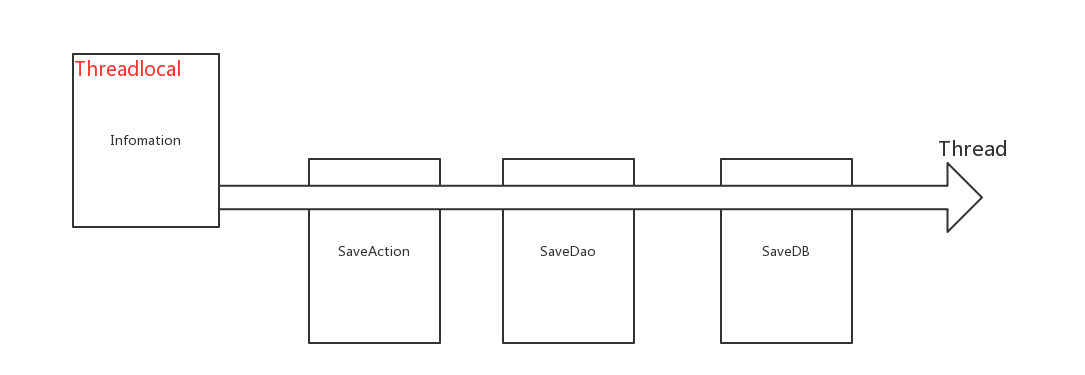 Threadlocal
Infomation
Thread
SaveAction
SaveDao
SaveDB